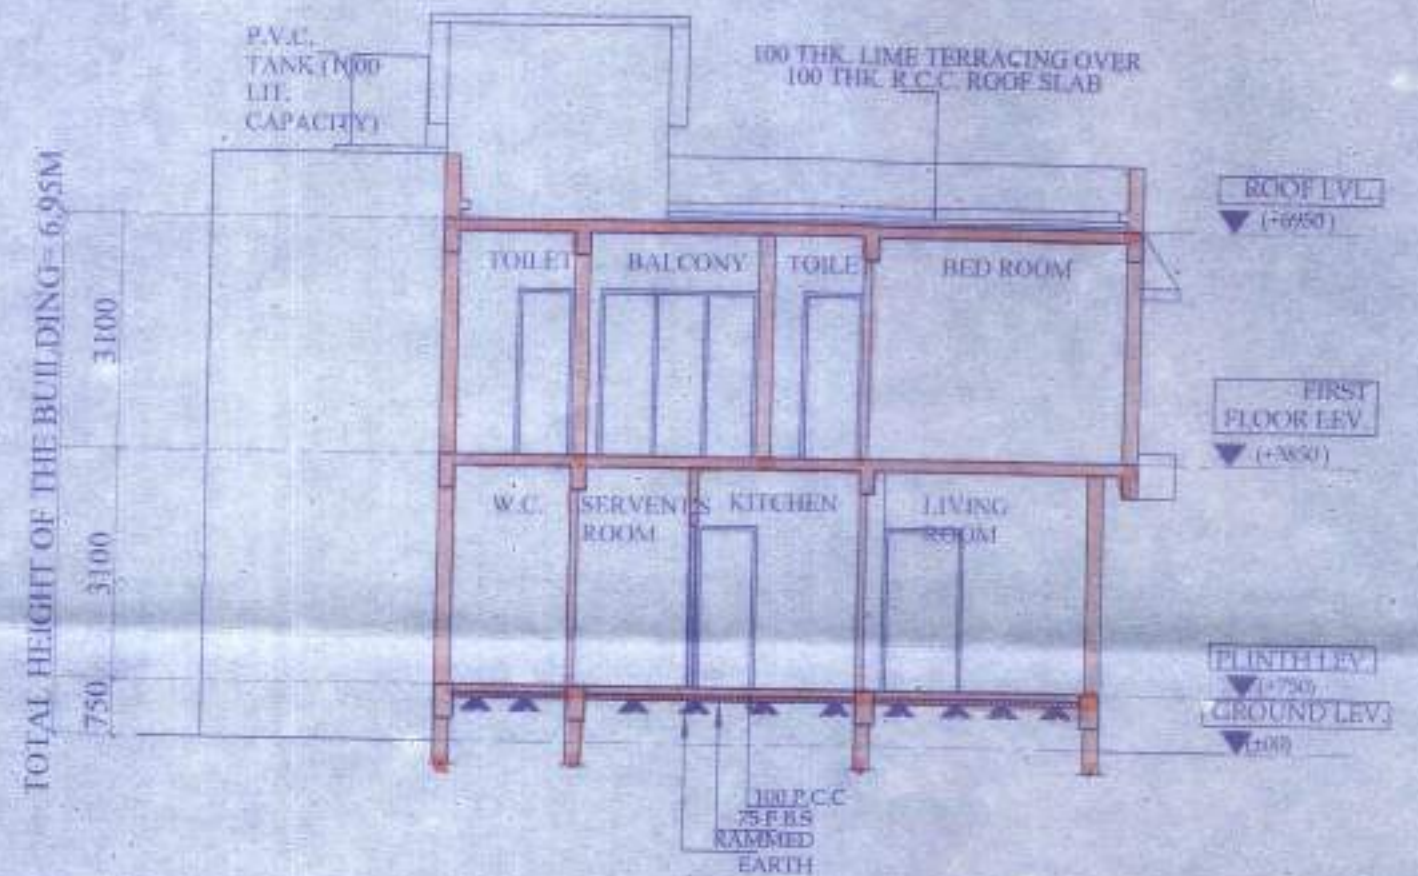 P.V.C.
TANK (1000
LIT.
CAPACITY)
100 THK. LIME TERRACING OVER
100 THK. R.C.C. ROOF SLAB
TOTAL HEIGHT OF THE BUILDING= 6.95M
3100
3100
750
ROOF LVL.
(+6950)
TOILET
BALCONY
TOILE
BED ROOM
FIRST
FLOOR LEV.
(+3850)
W.C.
SERVENT'S
ROOM
KITCHEN
LIVING
ROOM
PLINTH LEV.
(+750)
GROUND LEV.
(±00)
100 P.C.C
75 F.B.S
RAMMED
EARTH